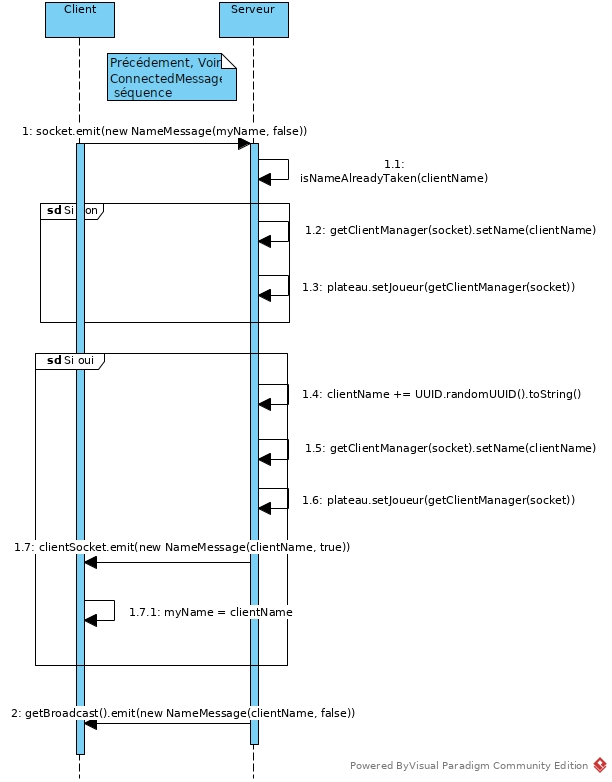 Client
Serveur
Précédement, Voir
ConnectedMessage
séquence
1: socket.emit(new NameMessage(myName, false))
1.1:
isNameAlreadyTaken(clientName)
sd Si non
1.2: getClientManager(socket).setName(clientName)
1.3: plateau.setJoueur(getClientManager(socket))
sd Si oui
1.4: clientName += UUID.randomUUID().toString()
1.5: getClientManager(socket).setName(clientName)
1.6: plateau.setJoueur(getClientManager(socket))
1.7: clientSocket.emit(new NameMessage(clientName, true))
1.7.1: myName = clientName
2: getBroadcast().emit(new NameMessage(clientName, false))
Powered ByVisual Paradigm Community Edition